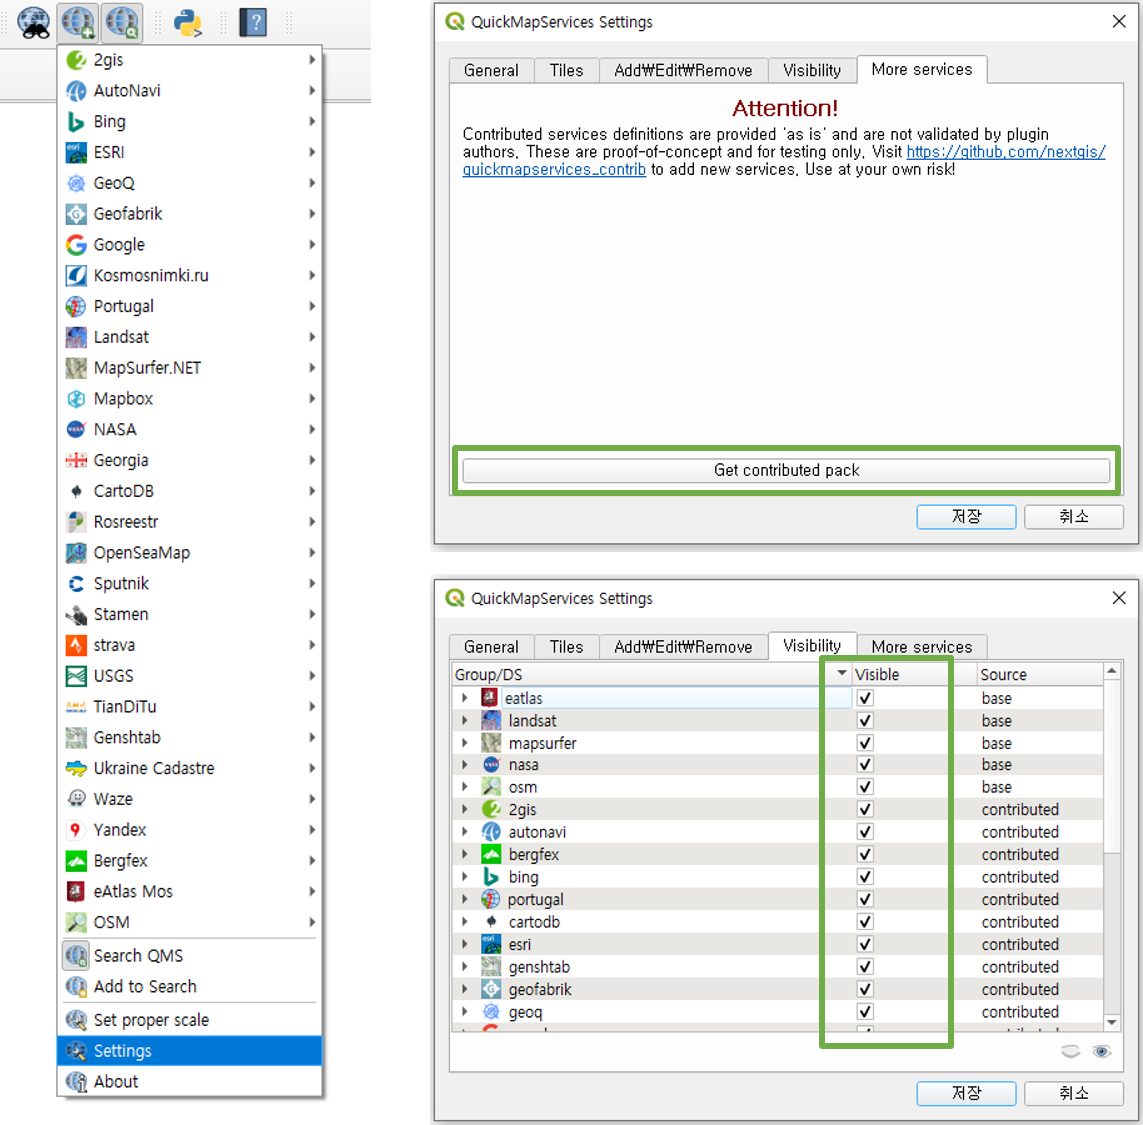 2gis
AutoNavi
Bing
ESRI
GeoQ
Geofabrik
Google
Kosmosnimki.ru
Portugal
Landsat
MapSurfer.NET
Mapbox
NASA
Georgia
CartoDB
Rosreestr
OpenSeaMap
Sputnik
Stamen
strava
USGS
TianDiTu
Genshtab
Ukraine Cadastre
Waze
Yandex
Bergfex
eAtlas Mos
OSM
Search QMS
Add to Search
Set proper scale
Settings
About
QuickMapServices Settings
General Tiles Add₩Edit₩Remove Visibility More services
Attention!
Contributed services definitions are provided 'as is' and are not validated by plugin
authors. These are proof-of-concept and for testing only. Visit https://github.com/nextgis/
quickmapservices_contrib to add new services. Use at your own risk!
Get contributed pack
저장 취소
QuickMapServices Settings
General Tiles Add₩Edit₩Remove Visibility More services
Group/DS Visible Source
eatlas base
landsat base
mapsurfer base
nasa base
osm base
2gis contributed
autonavi contributed
bergfex contributed
bing contributed
portugal contributed
cartodb contributed
esri contributed
genshtab contributed
geofabrik contributed
geoq contributed
저장 취소